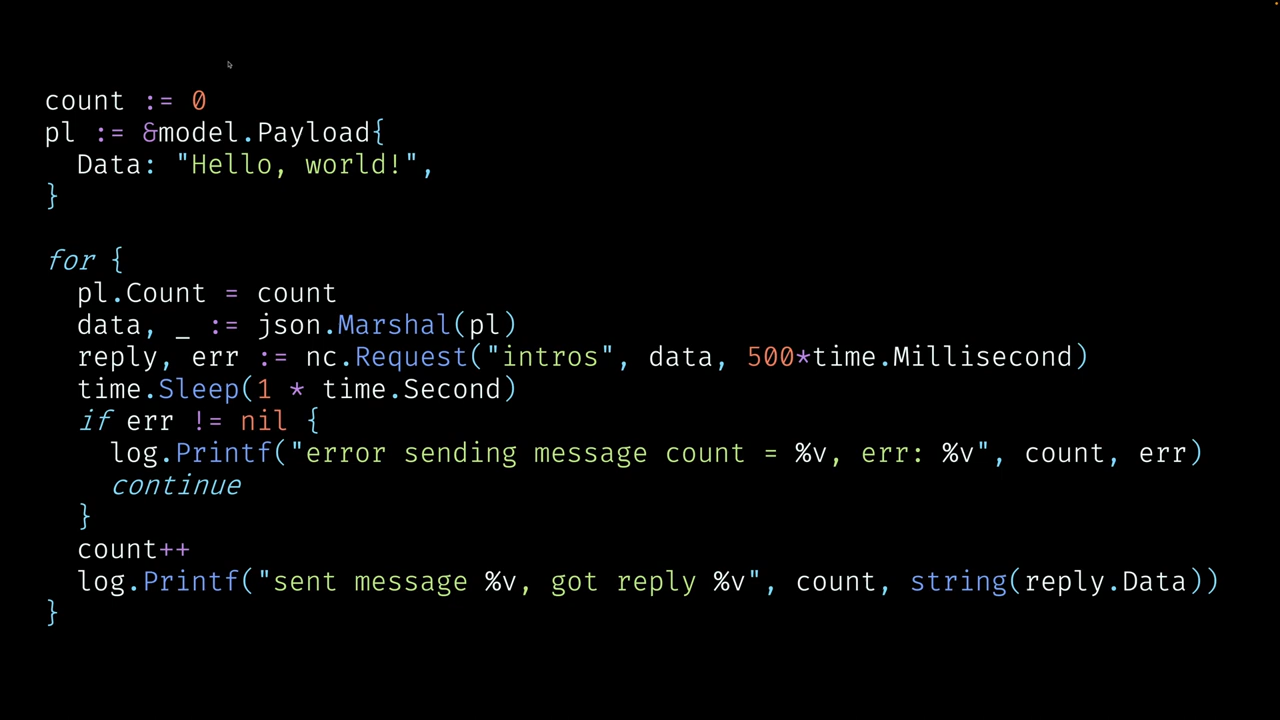 count := 0
pl := &model.Payload{
  Data: "Hello, world!",
}

for {
  pl.Count = count
  data, _ := json.Marshal(pl)
  reply, err := nc.Request("intros", data, 500*time.Millisecond)
  time.Sleep(1 * time.Second)
  if err != nil {
    log.Printf("error sending message count = %v, err: %v", count, err)
    continue
  }
  count++
  log.Printf("sent message %v, got reply %v", count, string(reply.Data))
}